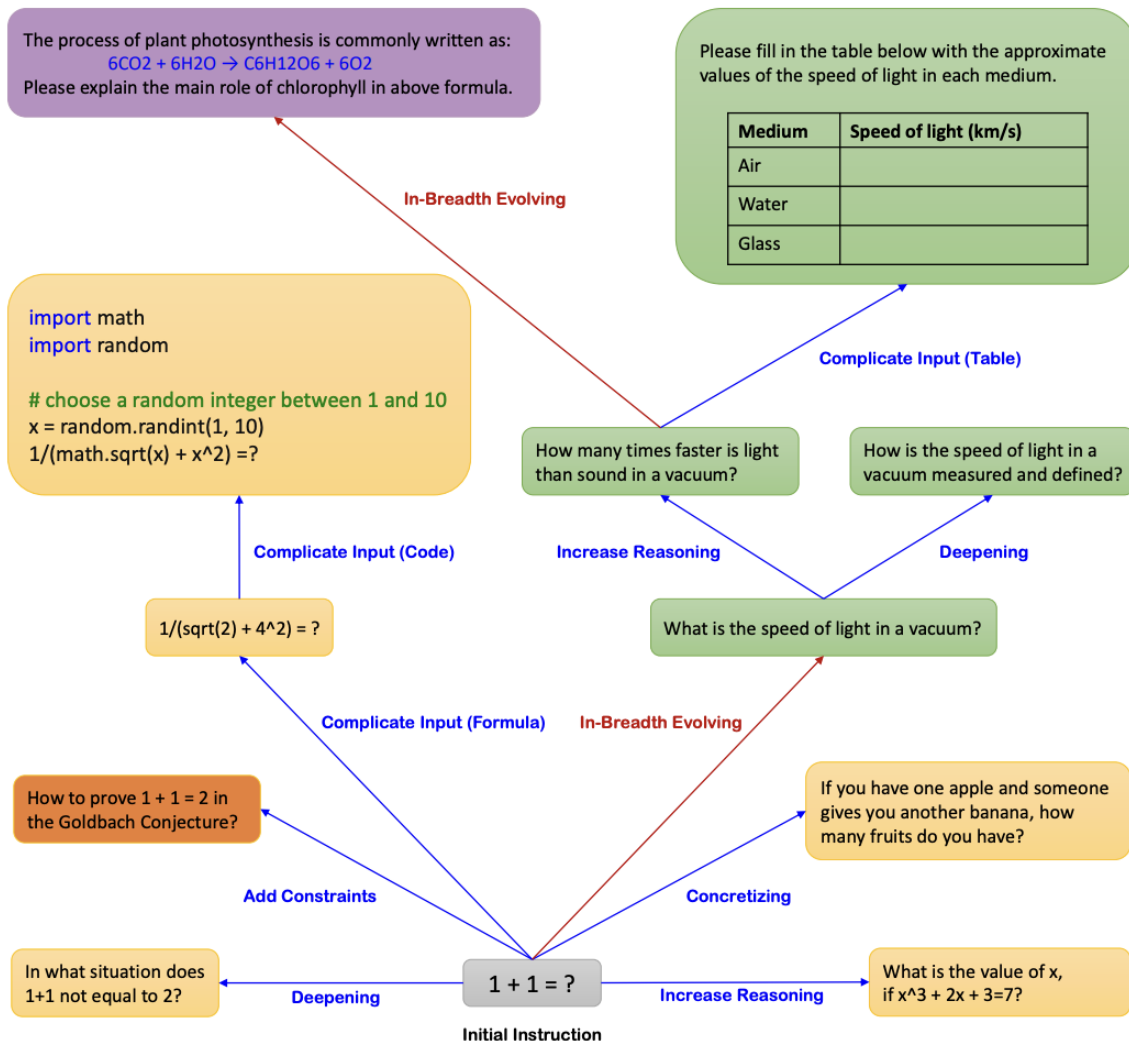 The process of plant photosynthesis is commonly written as:
6CO2 + 6H2O → C6H12O6 + 6O2
Please explain the main role of chlorophyll in above formula.
Please fill in the table below with the approximate
values of the speed of light in each medium.
Medium Speed of light (km/s)
Air
Water
Glass
In-Breadth Evolving
Complicate Input (Table)
import math
import random
# choose a random integer between 1 and 10
x = random.randint(1, 10)
1/(math.sqrt(x) + x^2) =?
How many times faster is light
than sound in a vacuum?
How is the speed of light in a
vacuum measured and defined?
Complicate Input (Code)
Increase Reasoning
Deepening
1/(sqrt(2) + 4^2) = ?
What is the speed of light in a vacuum?
Complicate Input (Formula)
In-Breadth Evolving
How to prove 1 + 1 = 2 in
the Goldbach Conjecture?
If you have one apple and someone
gives you another banana, how
many fruits do you have?
Add Constraints
Concretizing
In what situation does
1+1 not equal to 2?
Deepening
1 + 1 = ?
Increase Reasoning
What is the value of x,
if x^3 + 2x + 3=7?
Initial Instruction